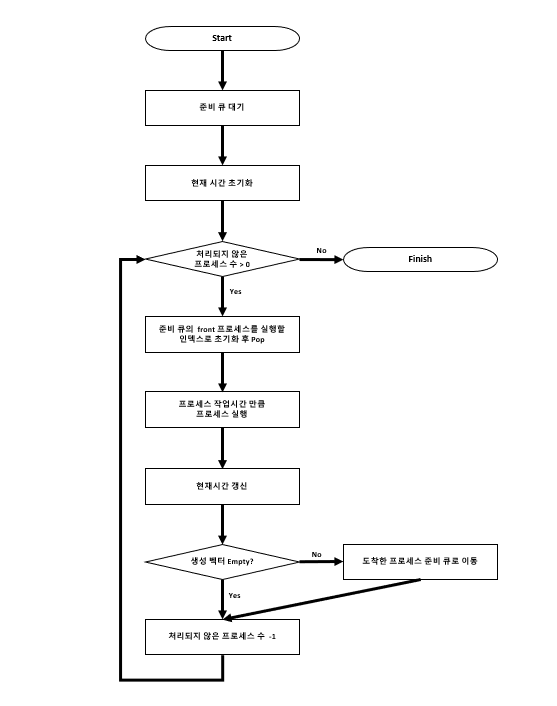 Start
준비 큐 대기
현재 시간 초기화
처리되지 않은
프로세스 수 > 0
No
Finish
Yes
준비 큐의 front 프로세스를 실행할
인덱스로 초기화 후 Pop
프로세스 작업시간 만큼
프로세스 실행
현재시간 갱신
생성 벡터 Empty?
No
도착한 프로세스 준비 큐로 이동
Yes
처리되지 않은 프로세스 수 -1